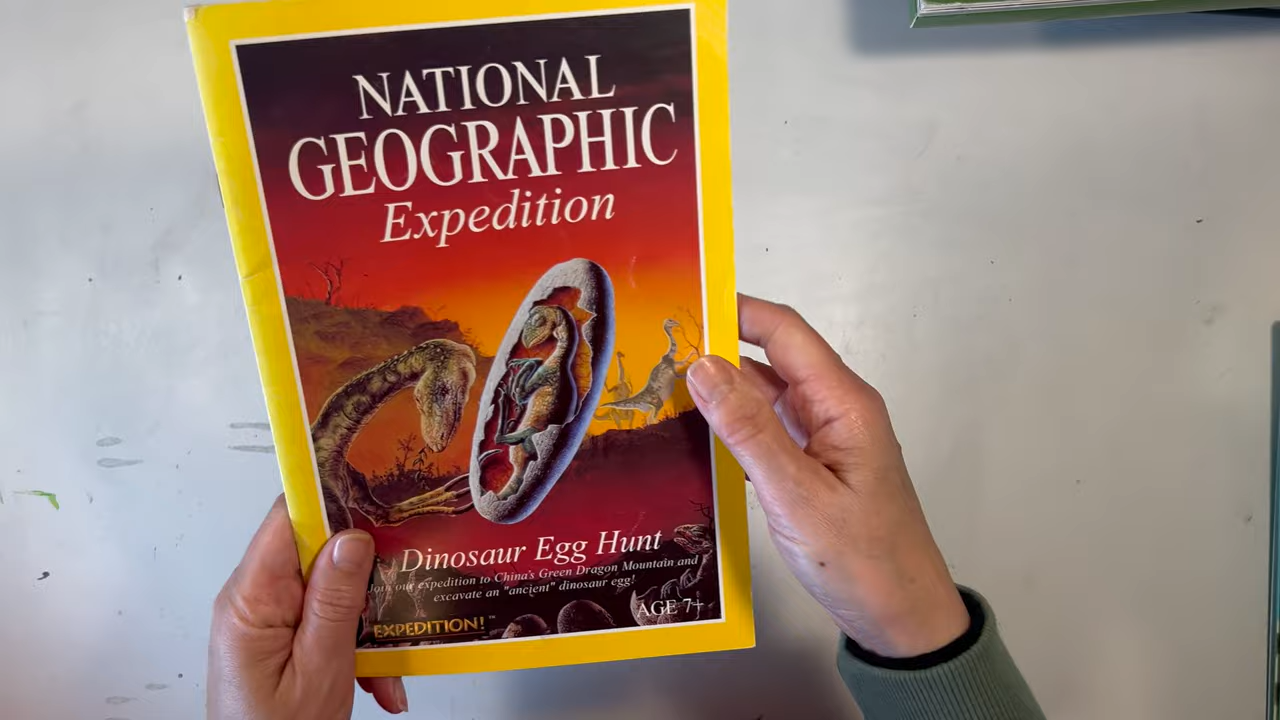 NATIONAL
GEOGRAPHIC
Expedition
Dinosaur Egg Hunt
Join our expedition to China's Green Dragon Mountain and
excavate an "ancient" dinosaur egg!
AGE 7+
EXPEDITION!™